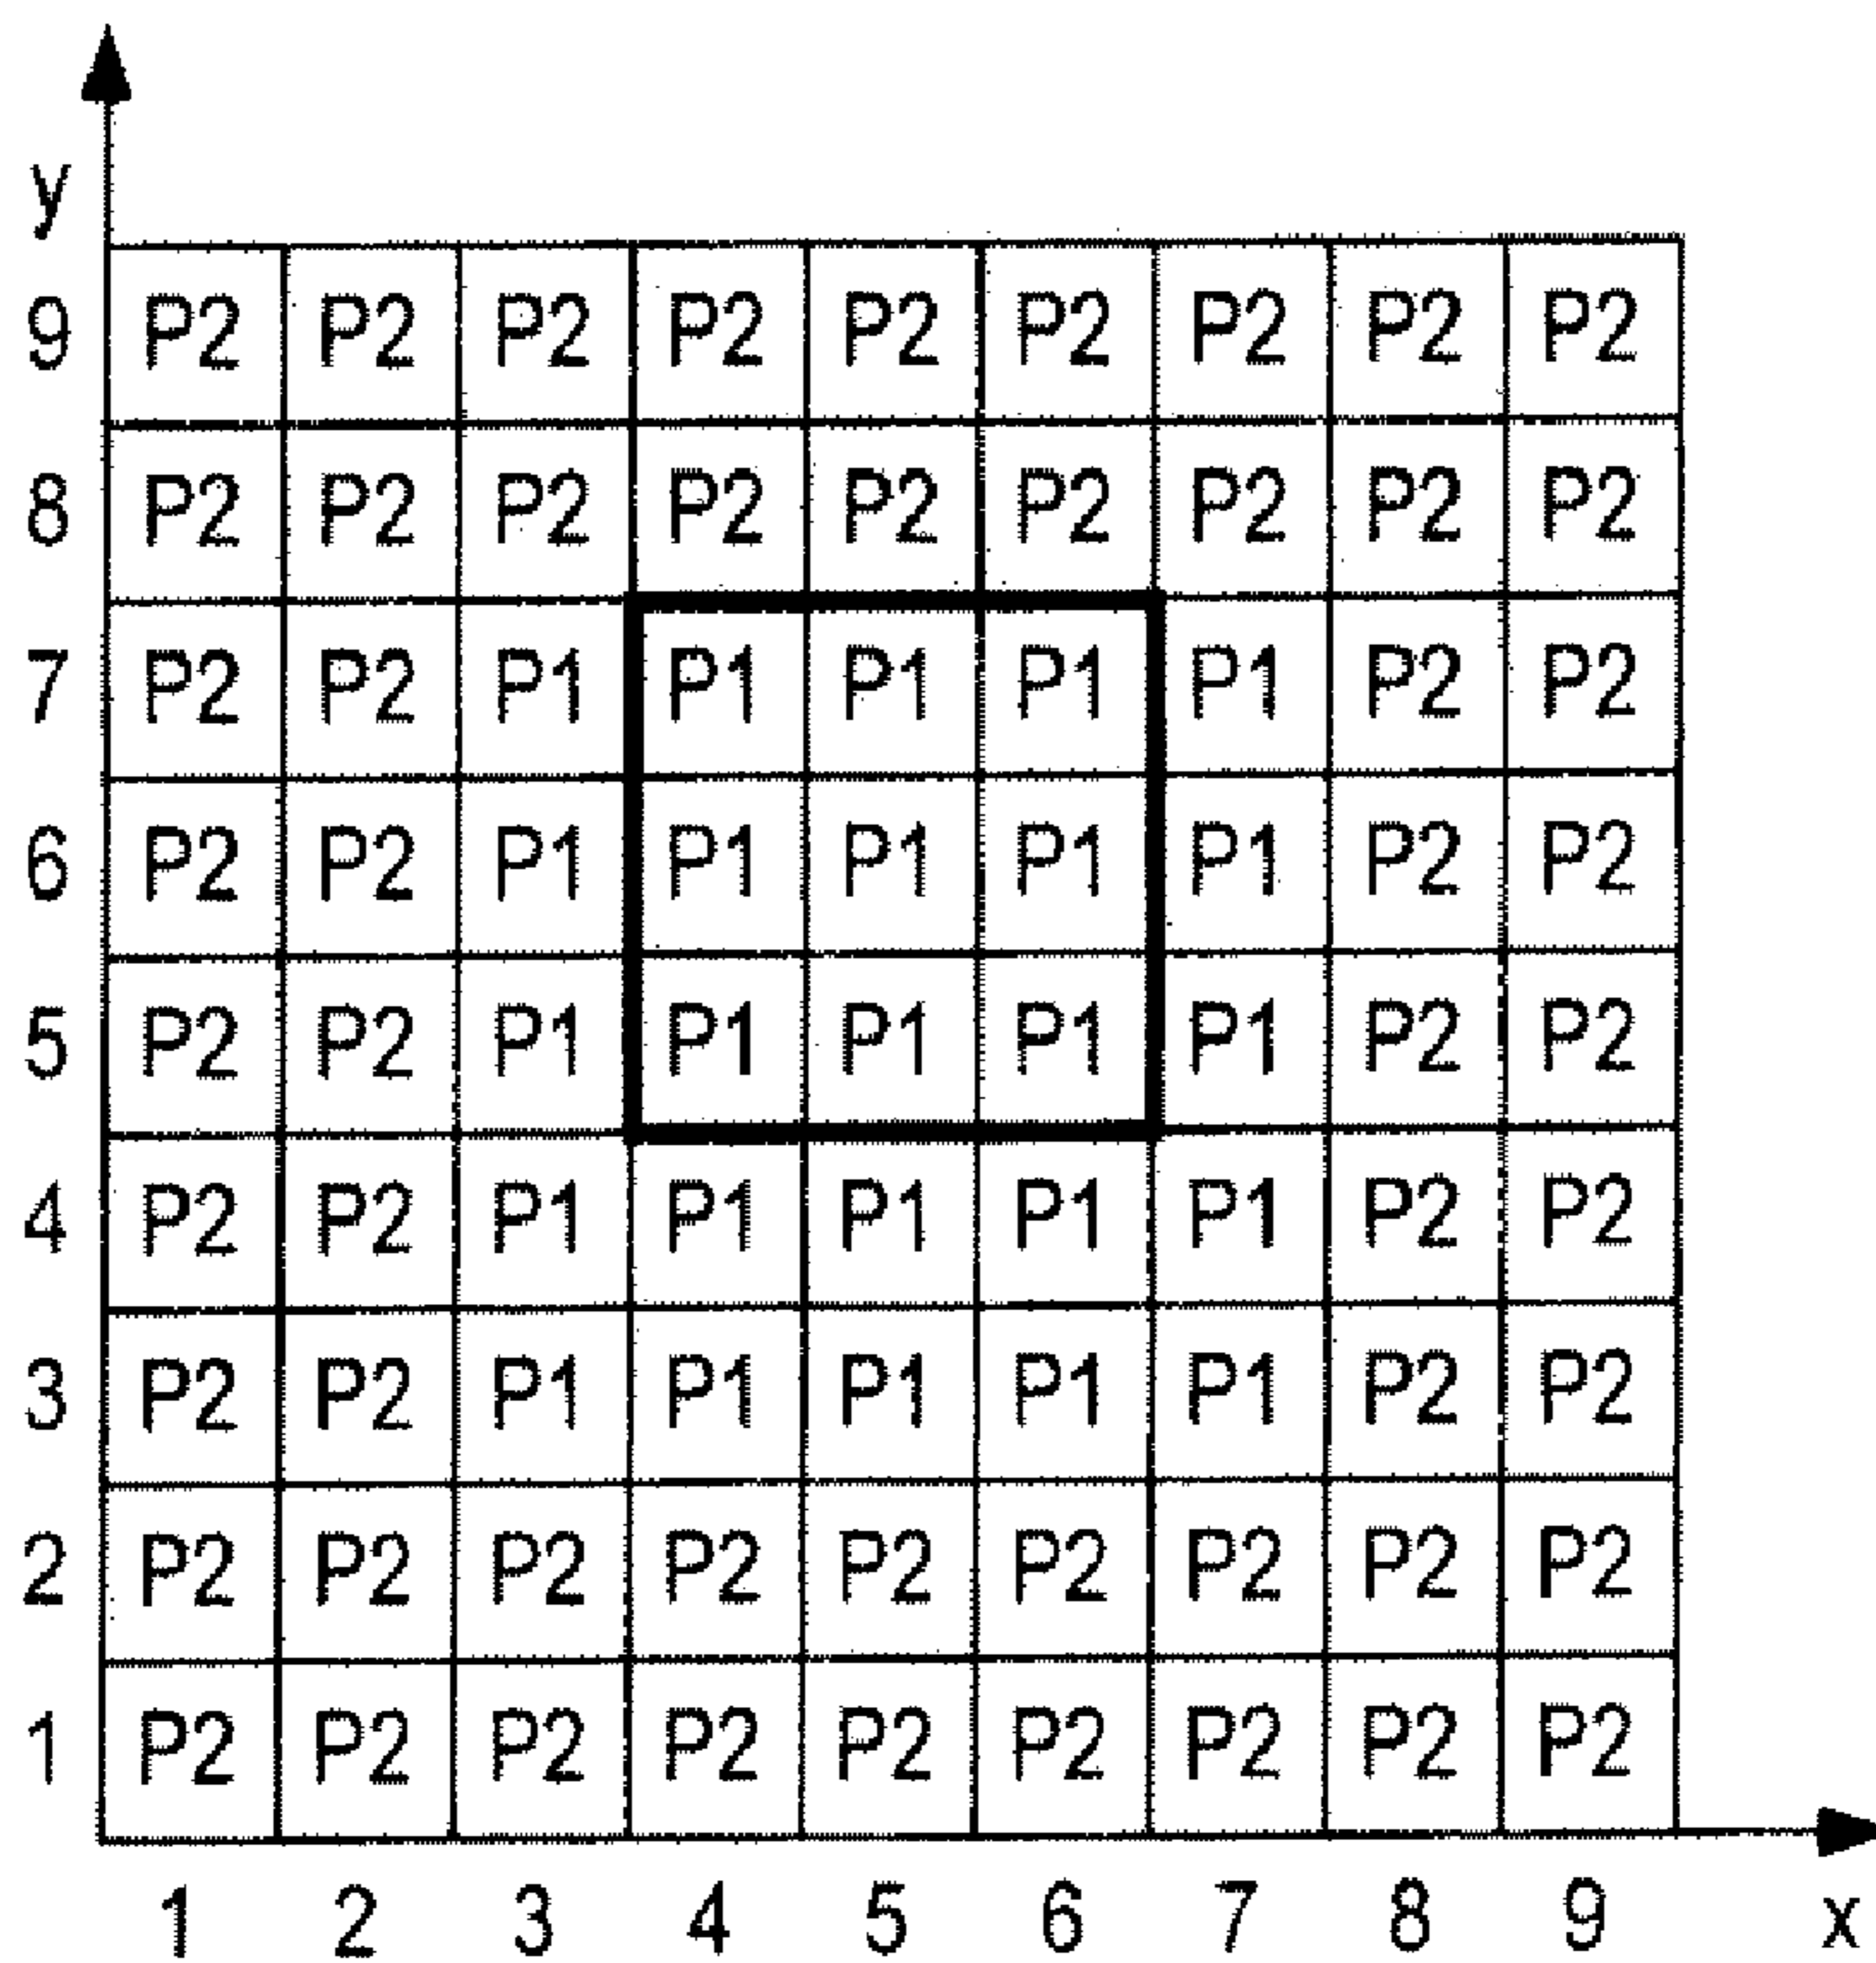 y
9 P2 P2 P2 P2 P2 P2 P2 P2 P2
8 P2 P2 P2 P2 P2 P2 P2 P2 P2
7 P2 P2 P1 P1 P1 P1 P1 P2 P2
6 P2 P2 P1 P1 P1 P1 P1 P2 P2
5 P2 P2 P1 P1 P1 P1 P1 P2 P2
4 P2 P2 P1 P1 P1 P1 P1 P2 P2
3 P2 P2 P1 P1 P1 P1 P1 P2 P2
2 P2 P2 P2 P2 P2 P2 P2 P2 P2
1 P2 P2 P2 P2 P2 P2 P2 P2 P2
1 2 3 4 5 6 7 8 9 x